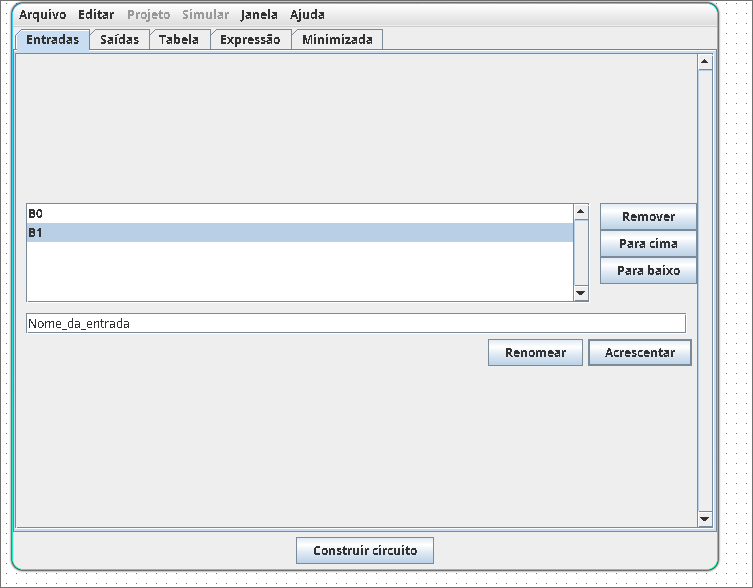 Arquivo Editar Projeto Simular Janela Ajuda
Entradas Saídas Tabela Expressão Minimizada
B0
B1
Remover
Para cima
Para baixo
Nome_da_entrada
Renomear Acrescentar
Construir circuito